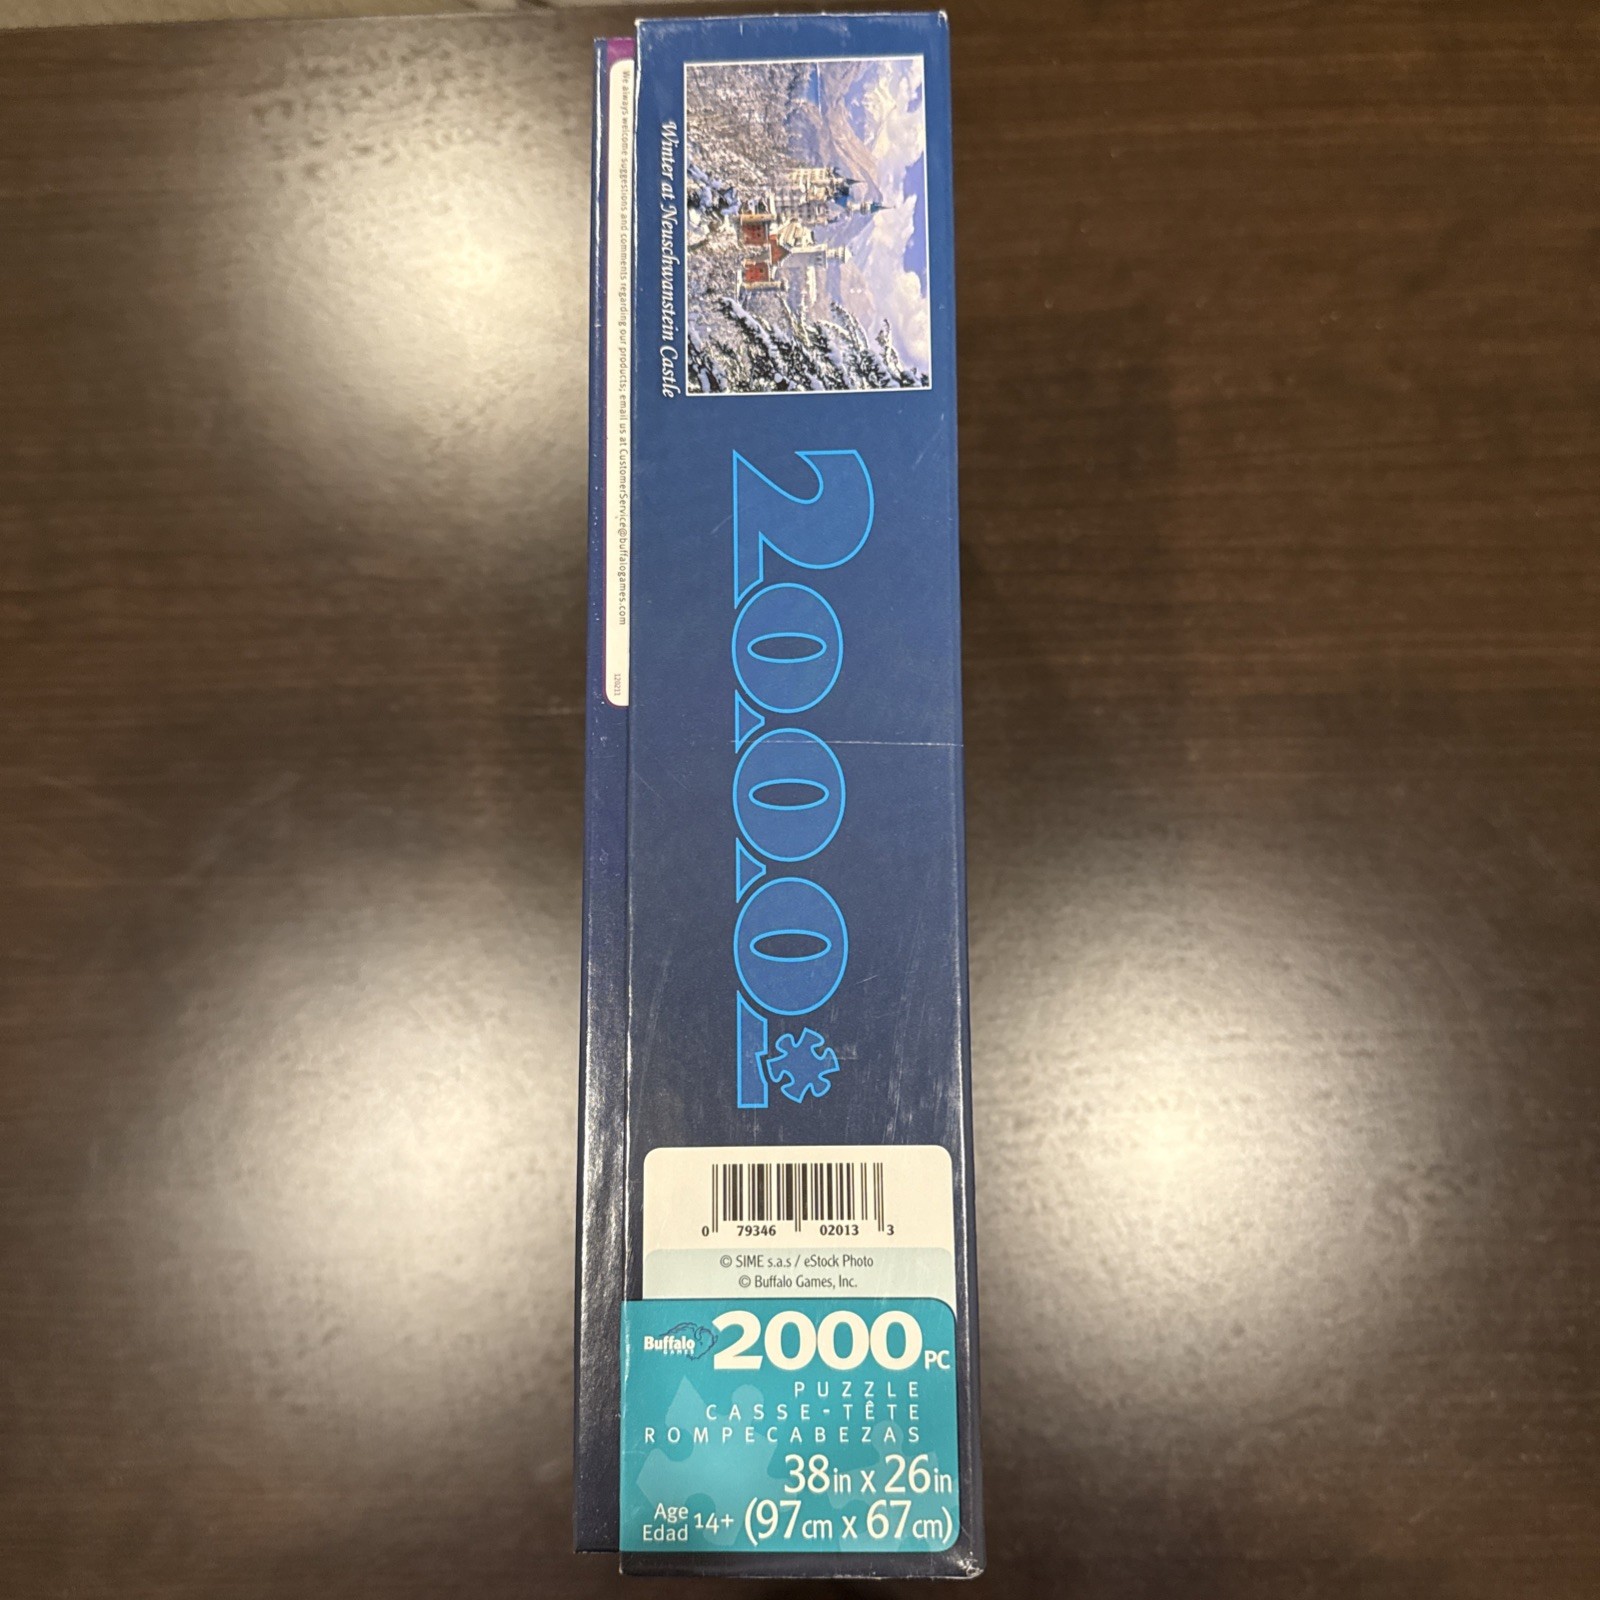 We always welcome suggestions and comments regarding our products; email us at CustomerService@buffalogames.com
120211
Winter at Neuschwanstein Castle
2000
0 79346 02013 3
© SIME s.a.s / eStock Photo
© Buffalo Games, Inc.
Buffalo
GAMES
2000 PC
PUZZLE
CASSE-TÊTE
ROMPECABEZAS
38in x 26in
Age
Edad 14+ (97cm x 67cm)